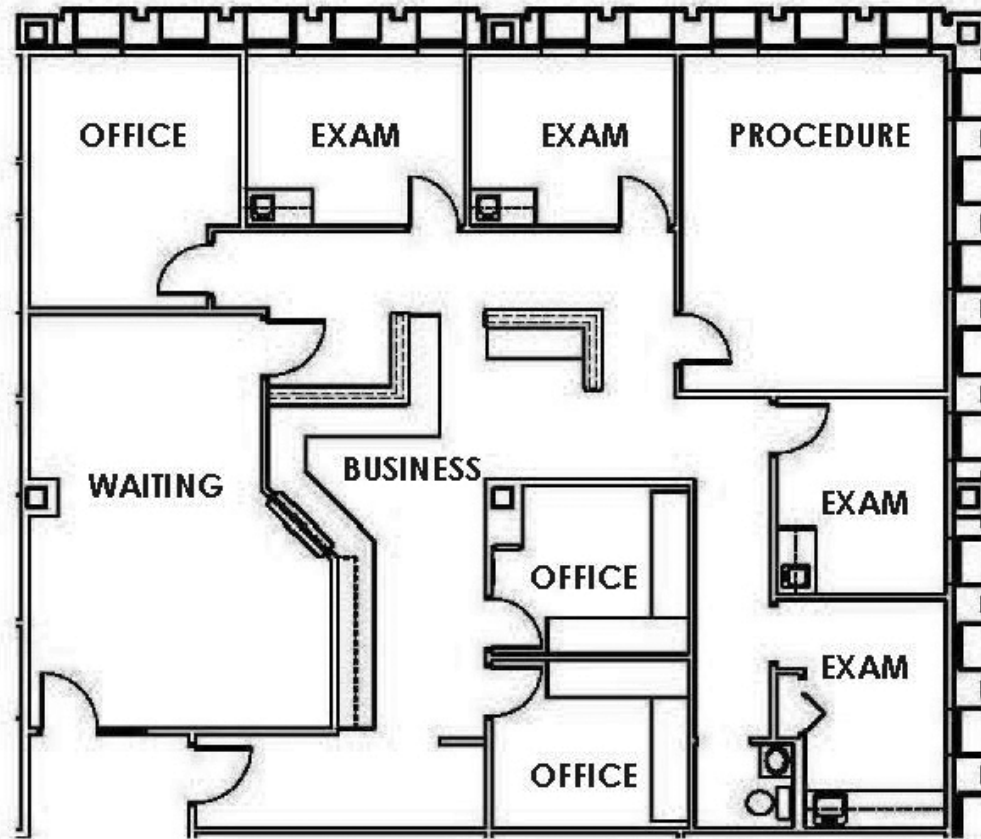 OFFICE
EXAM
EXAM
PROCEDURE
WAITING
BUSINESS
EXAM
OFFICE
EXAM
OFFICE